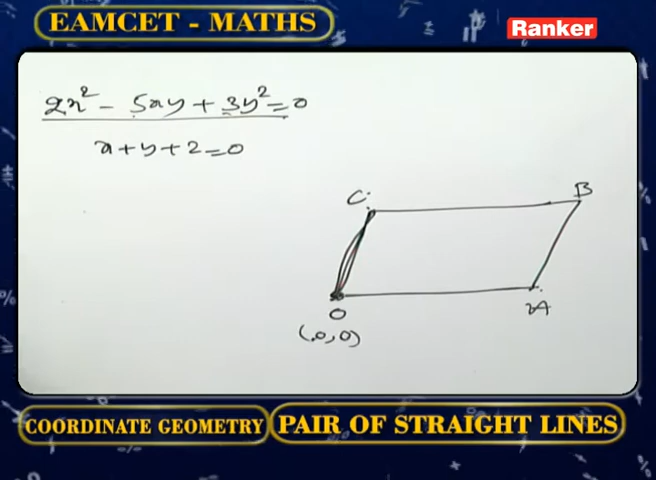 EAMCET - MATHS
Ranker
2x² - 5xy + 3y² = 0
x + y + 2 = 0
C
B
O
A
(0,0)
COORDINATE GEOMETRY
PAIR OF STRAIGHT LINES